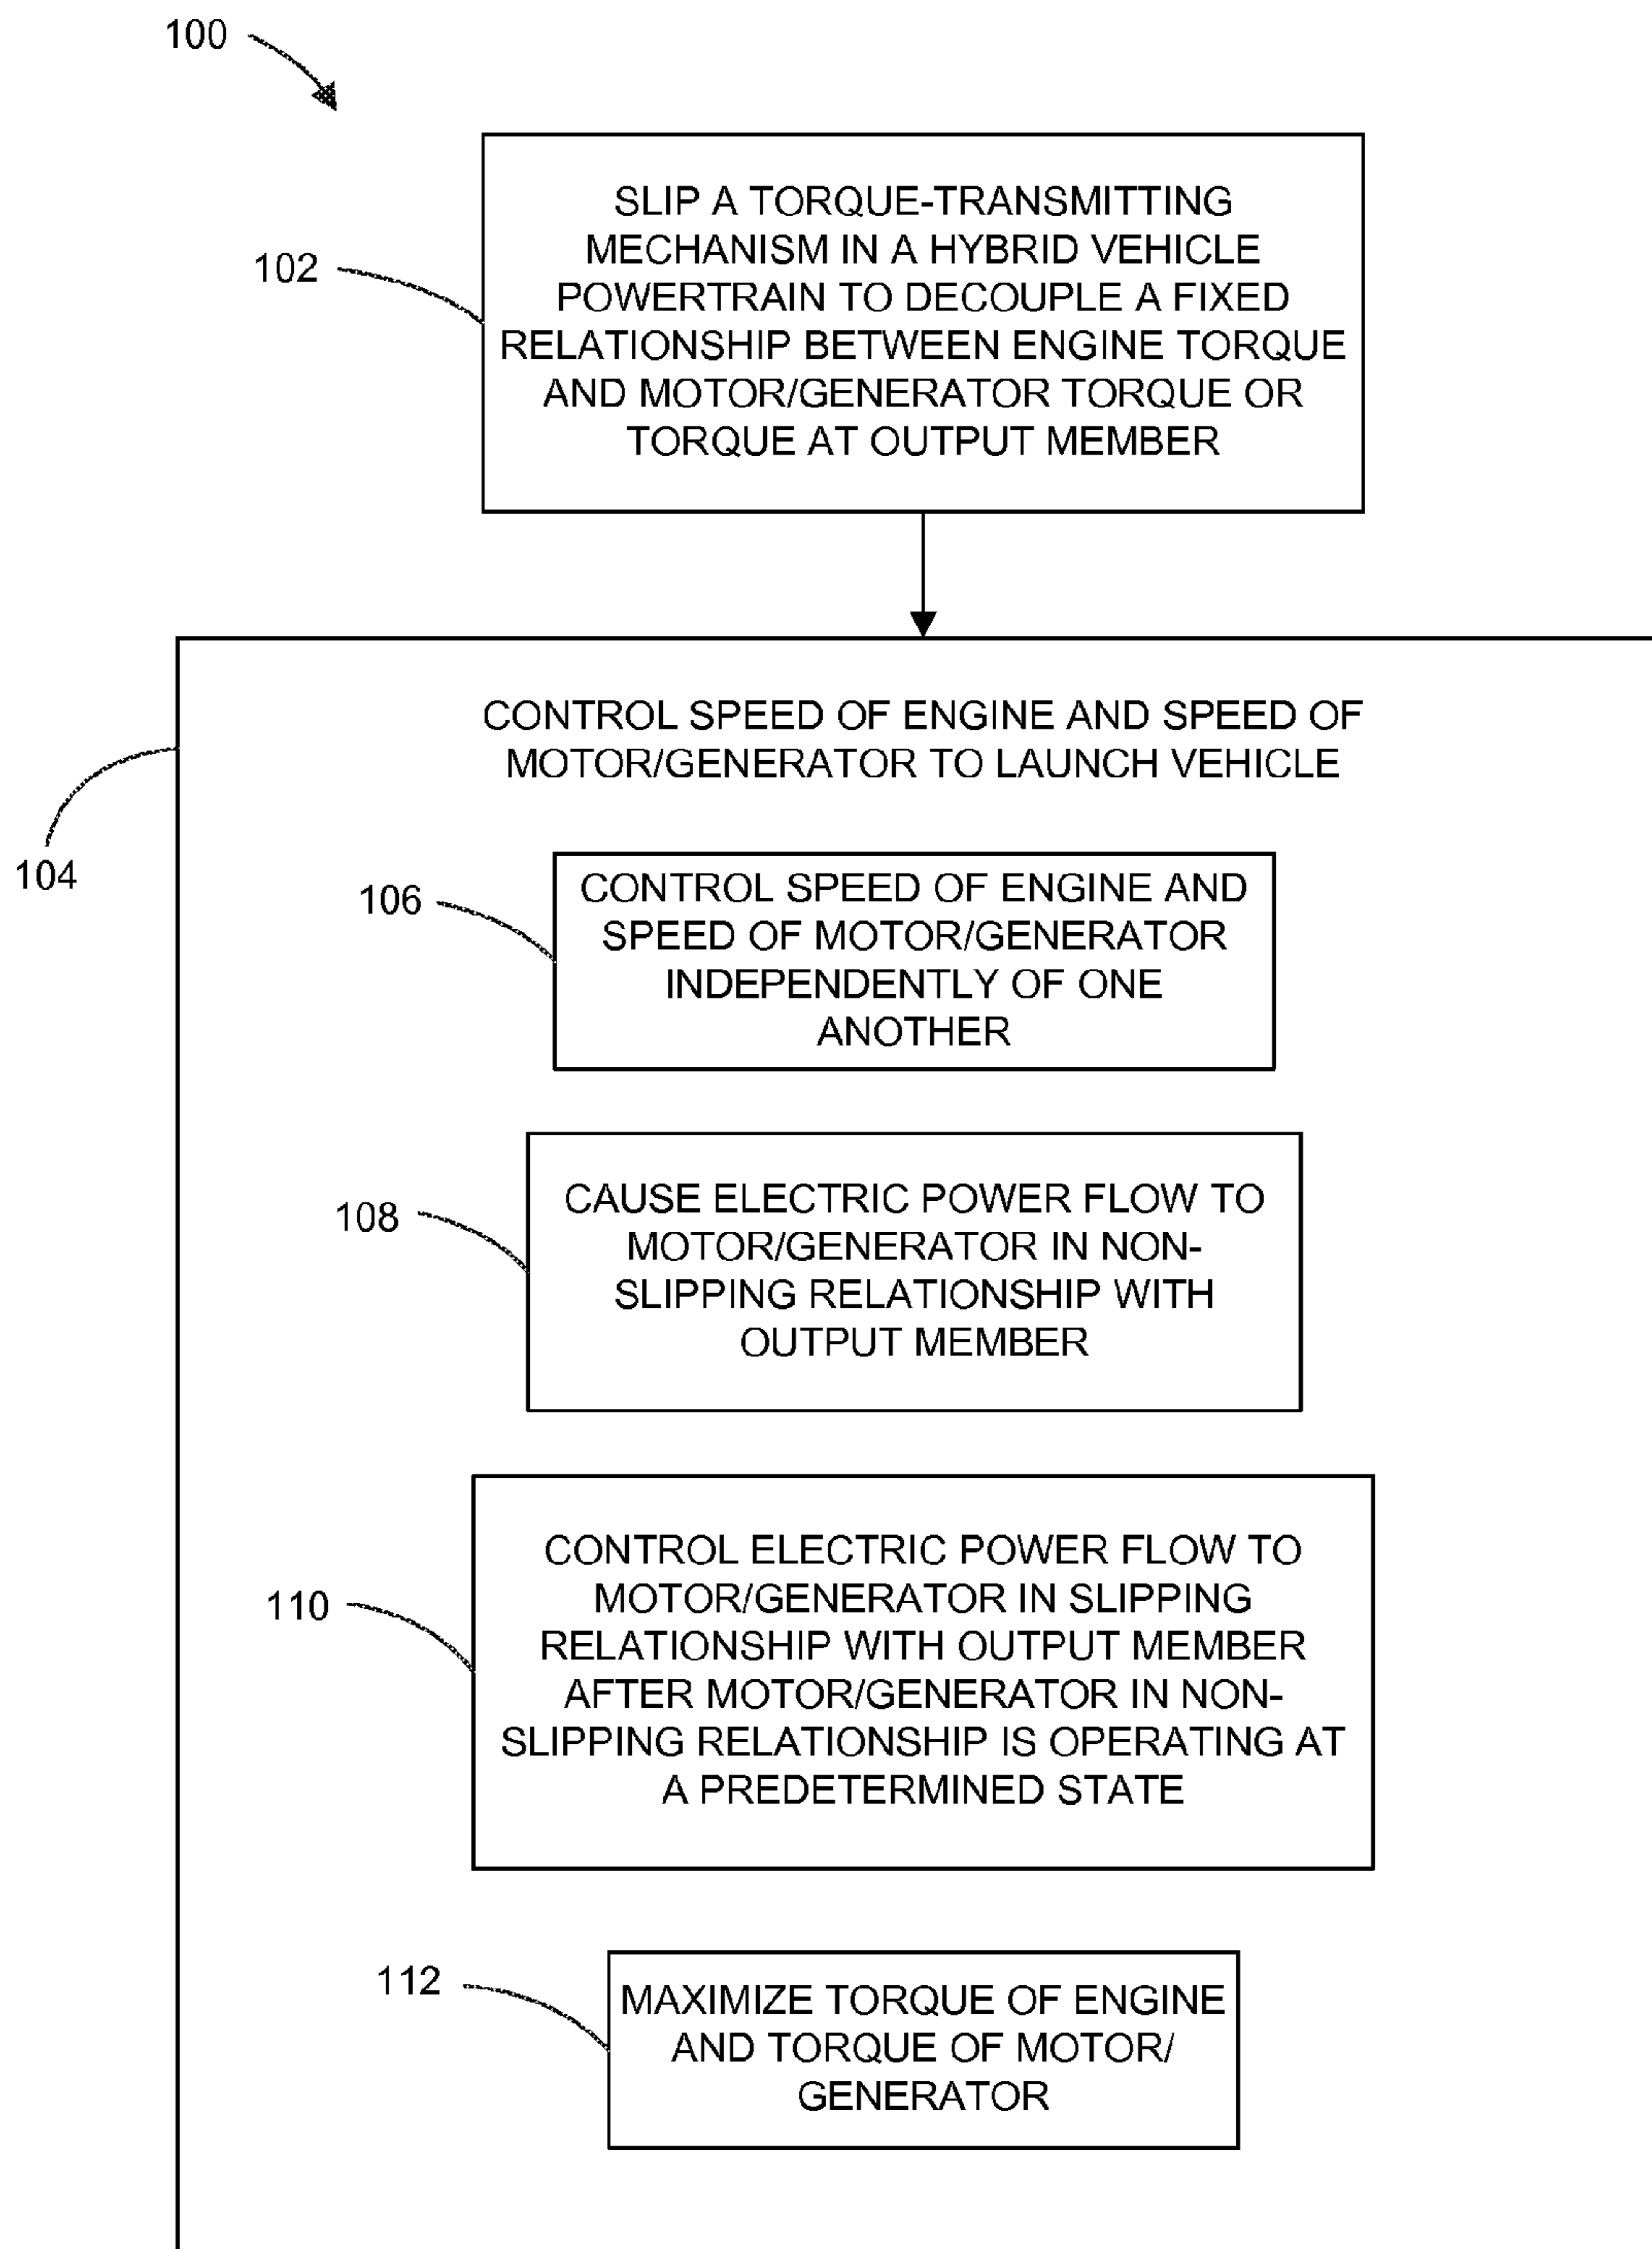 100
102
SLIP A TORQUE-TRANSMITTING
MECHANISM IN A HYBRID VEHICLE
POWERTRAIN TO DECOUPLE A FIXED
RELATIONSHIP BETWEEN ENGINE TORQUE
AND MOTOR/GENERATOR TORQUE OR
TORQUE AT OUTPUT MEMBER
104
CONTROL SPEED OF ENGINE AND SPEED OF
MOTOR/GENERATOR TO LAUNCH VEHICLE
106
CONTROL SPEED OF ENGINE AND
SPEED OF MOTOR/GENERATOR
INDEPENDENTLY OF ONE
ANOTHER
108
CAUSE ELECTRIC POWER FLOW TO
MOTOR/GENERATOR IN NON-
SLIPPING RELATIONSHIP WITH
OUTPUT MEMBER
110
CONTROL ELECTRIC POWER FLOW TO
MOTOR/GENERATOR IN SLIPPING
RELATIONSHIP WITH OUTPUT MEMBER
AFTER MOTOR/GENERATOR IN NON-
SLIPPING RELATIONSHIP IS OPERATING AT
A PREDETERMINED STATE
112
MAXIMIZE TORQUE OF ENGINE
AND TORQUE OF MOTOR/
GENERATOR